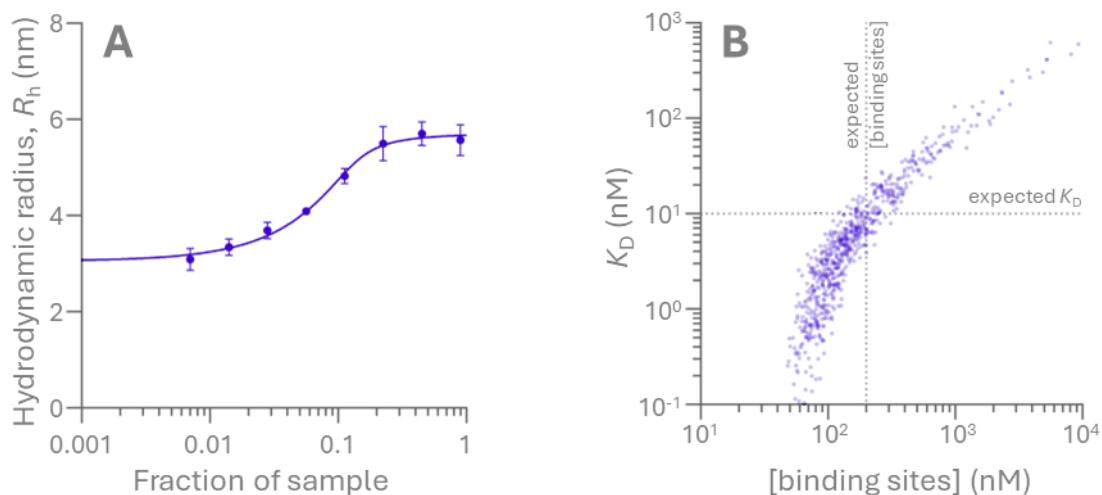 A
Hydrodynamic radius, Rh (nm)
8
6
4
2
0
0.001
0.01
0.1
1
Fraction of sample
B
KD (nM)
10³
10²
10¹
10⁰
10⁻¹
expected
[binding sites]
expected KD
10¹
10²
10³
10⁴
[binding sites] (nM)